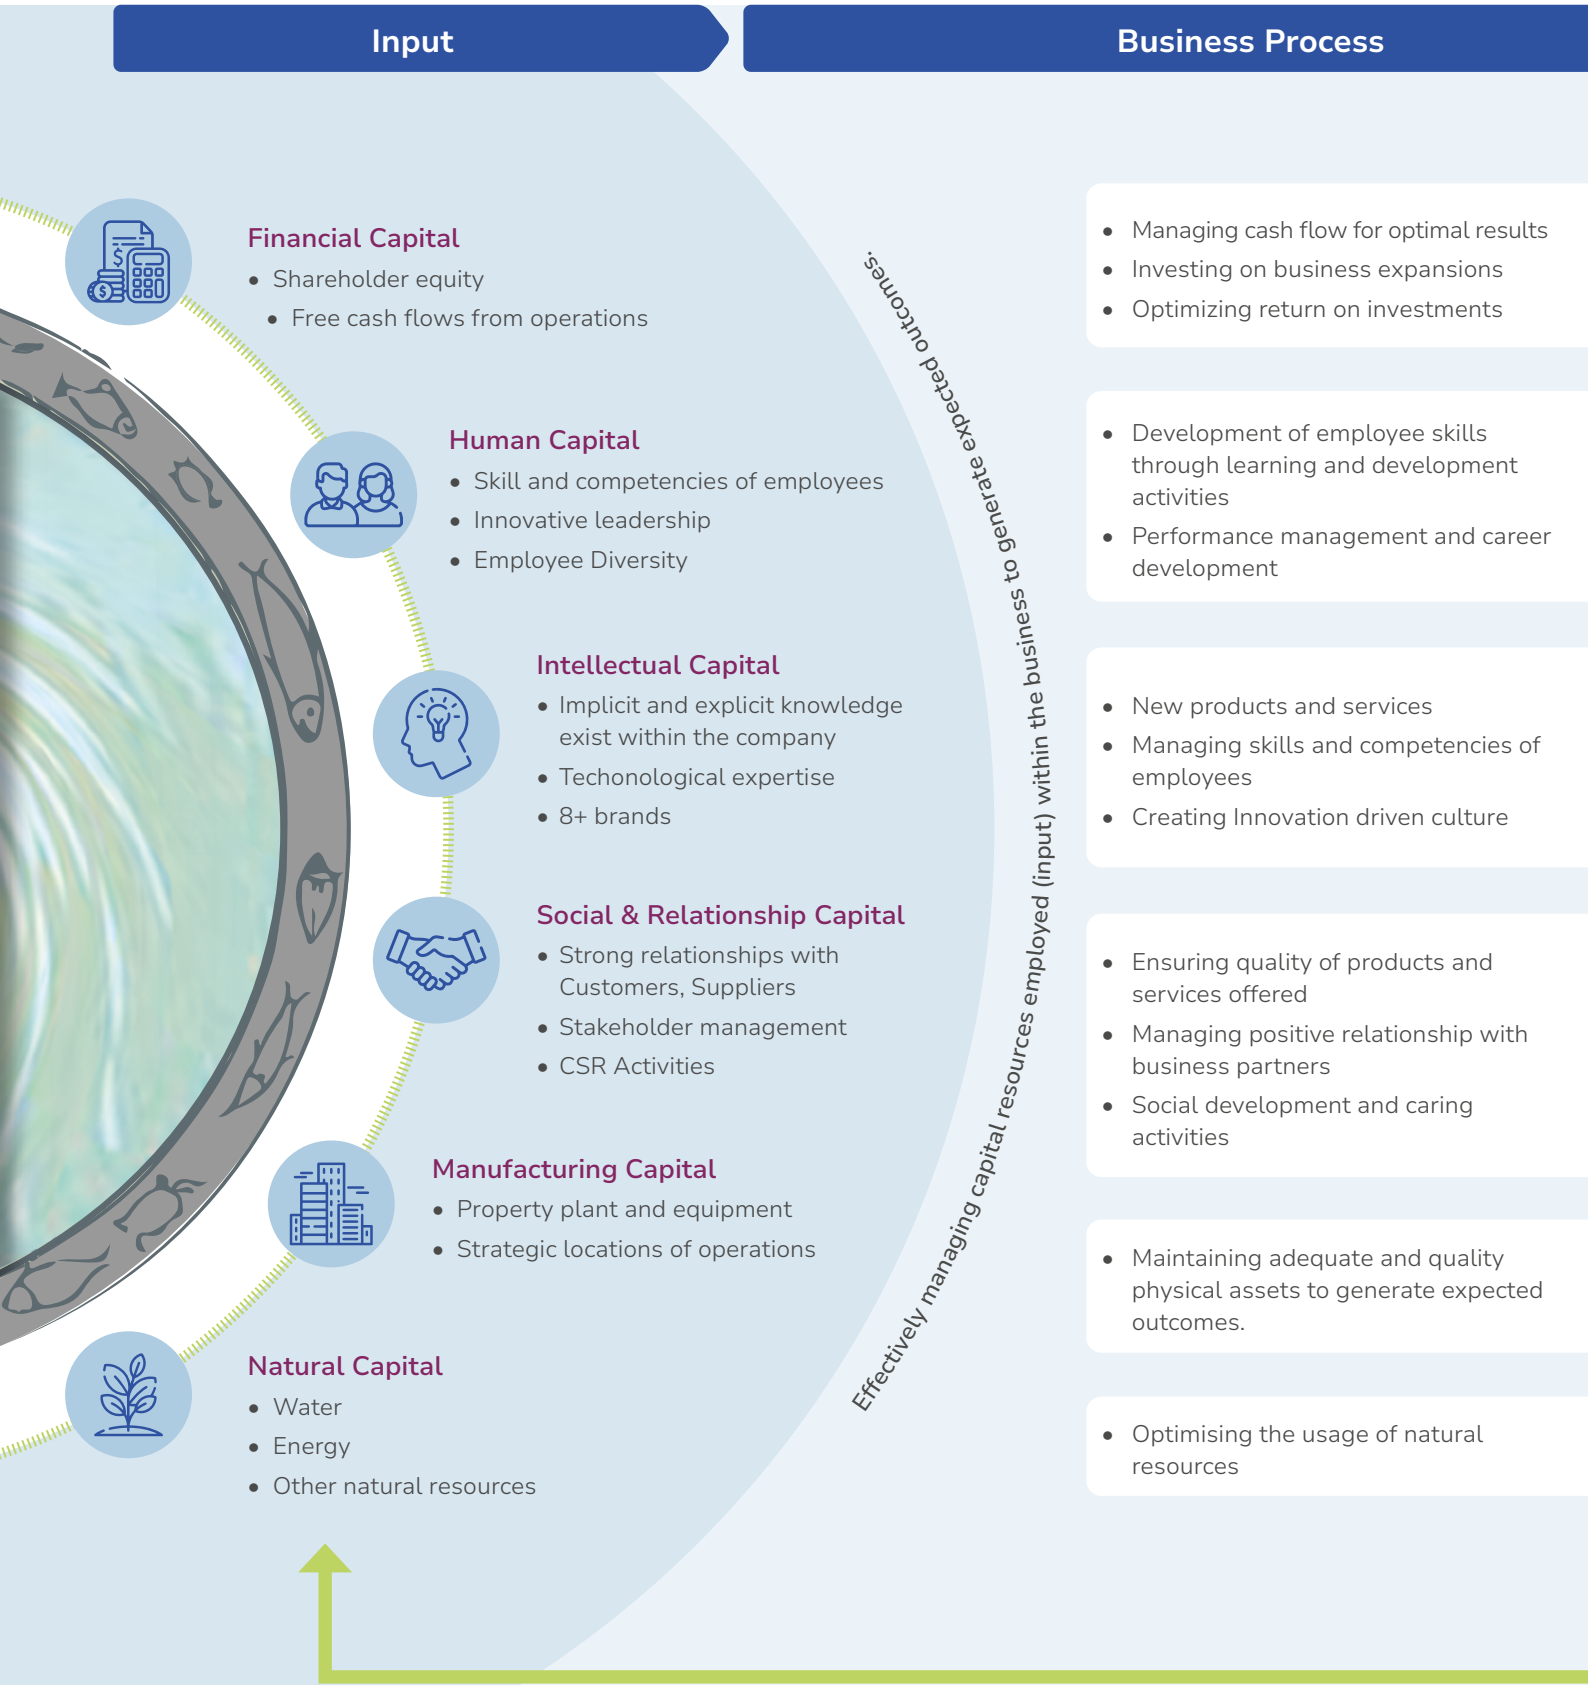 Input
Business Process
Financial Capital
• Shareholder equity
• Free cash flows from operations
Human Capital
• Skill and competencies of employees
• Innovative leadership
• Employee Diversity
Intellectual Capital
• Implicit and explicit knowledge
exist within the company
• Techonological expertise
• 8+ brands
Social & Relationship Capital
• Strong relationships with
Customers, Suppliers
• Stakeholder management
• CSR Activities
Manufacturing Capital
• Property plant and equipment
• Strategic locations of operations
Natural Capital
• Water
• Energy
• Other natural resources
Effectively managing capital resources employed (input) within the business to generate expected outcomes.
• Managing cash flow for optimal results
• Investing on business expansions
• Optimizing return on investments
• Development of employee skills
through learning and development
activities
• Performance management and career
development
• New products and services
• Managing skills and competencies of
employees
• Creating Innovation driven culture
• Ensuring quality of products and
services offered
• Managing positive relationship with
business partners
• Social development and caring
activities
• Maintaining adequate and quality
physical assets to generate expected
outcomes.
• Optimising the usage of natural
resources